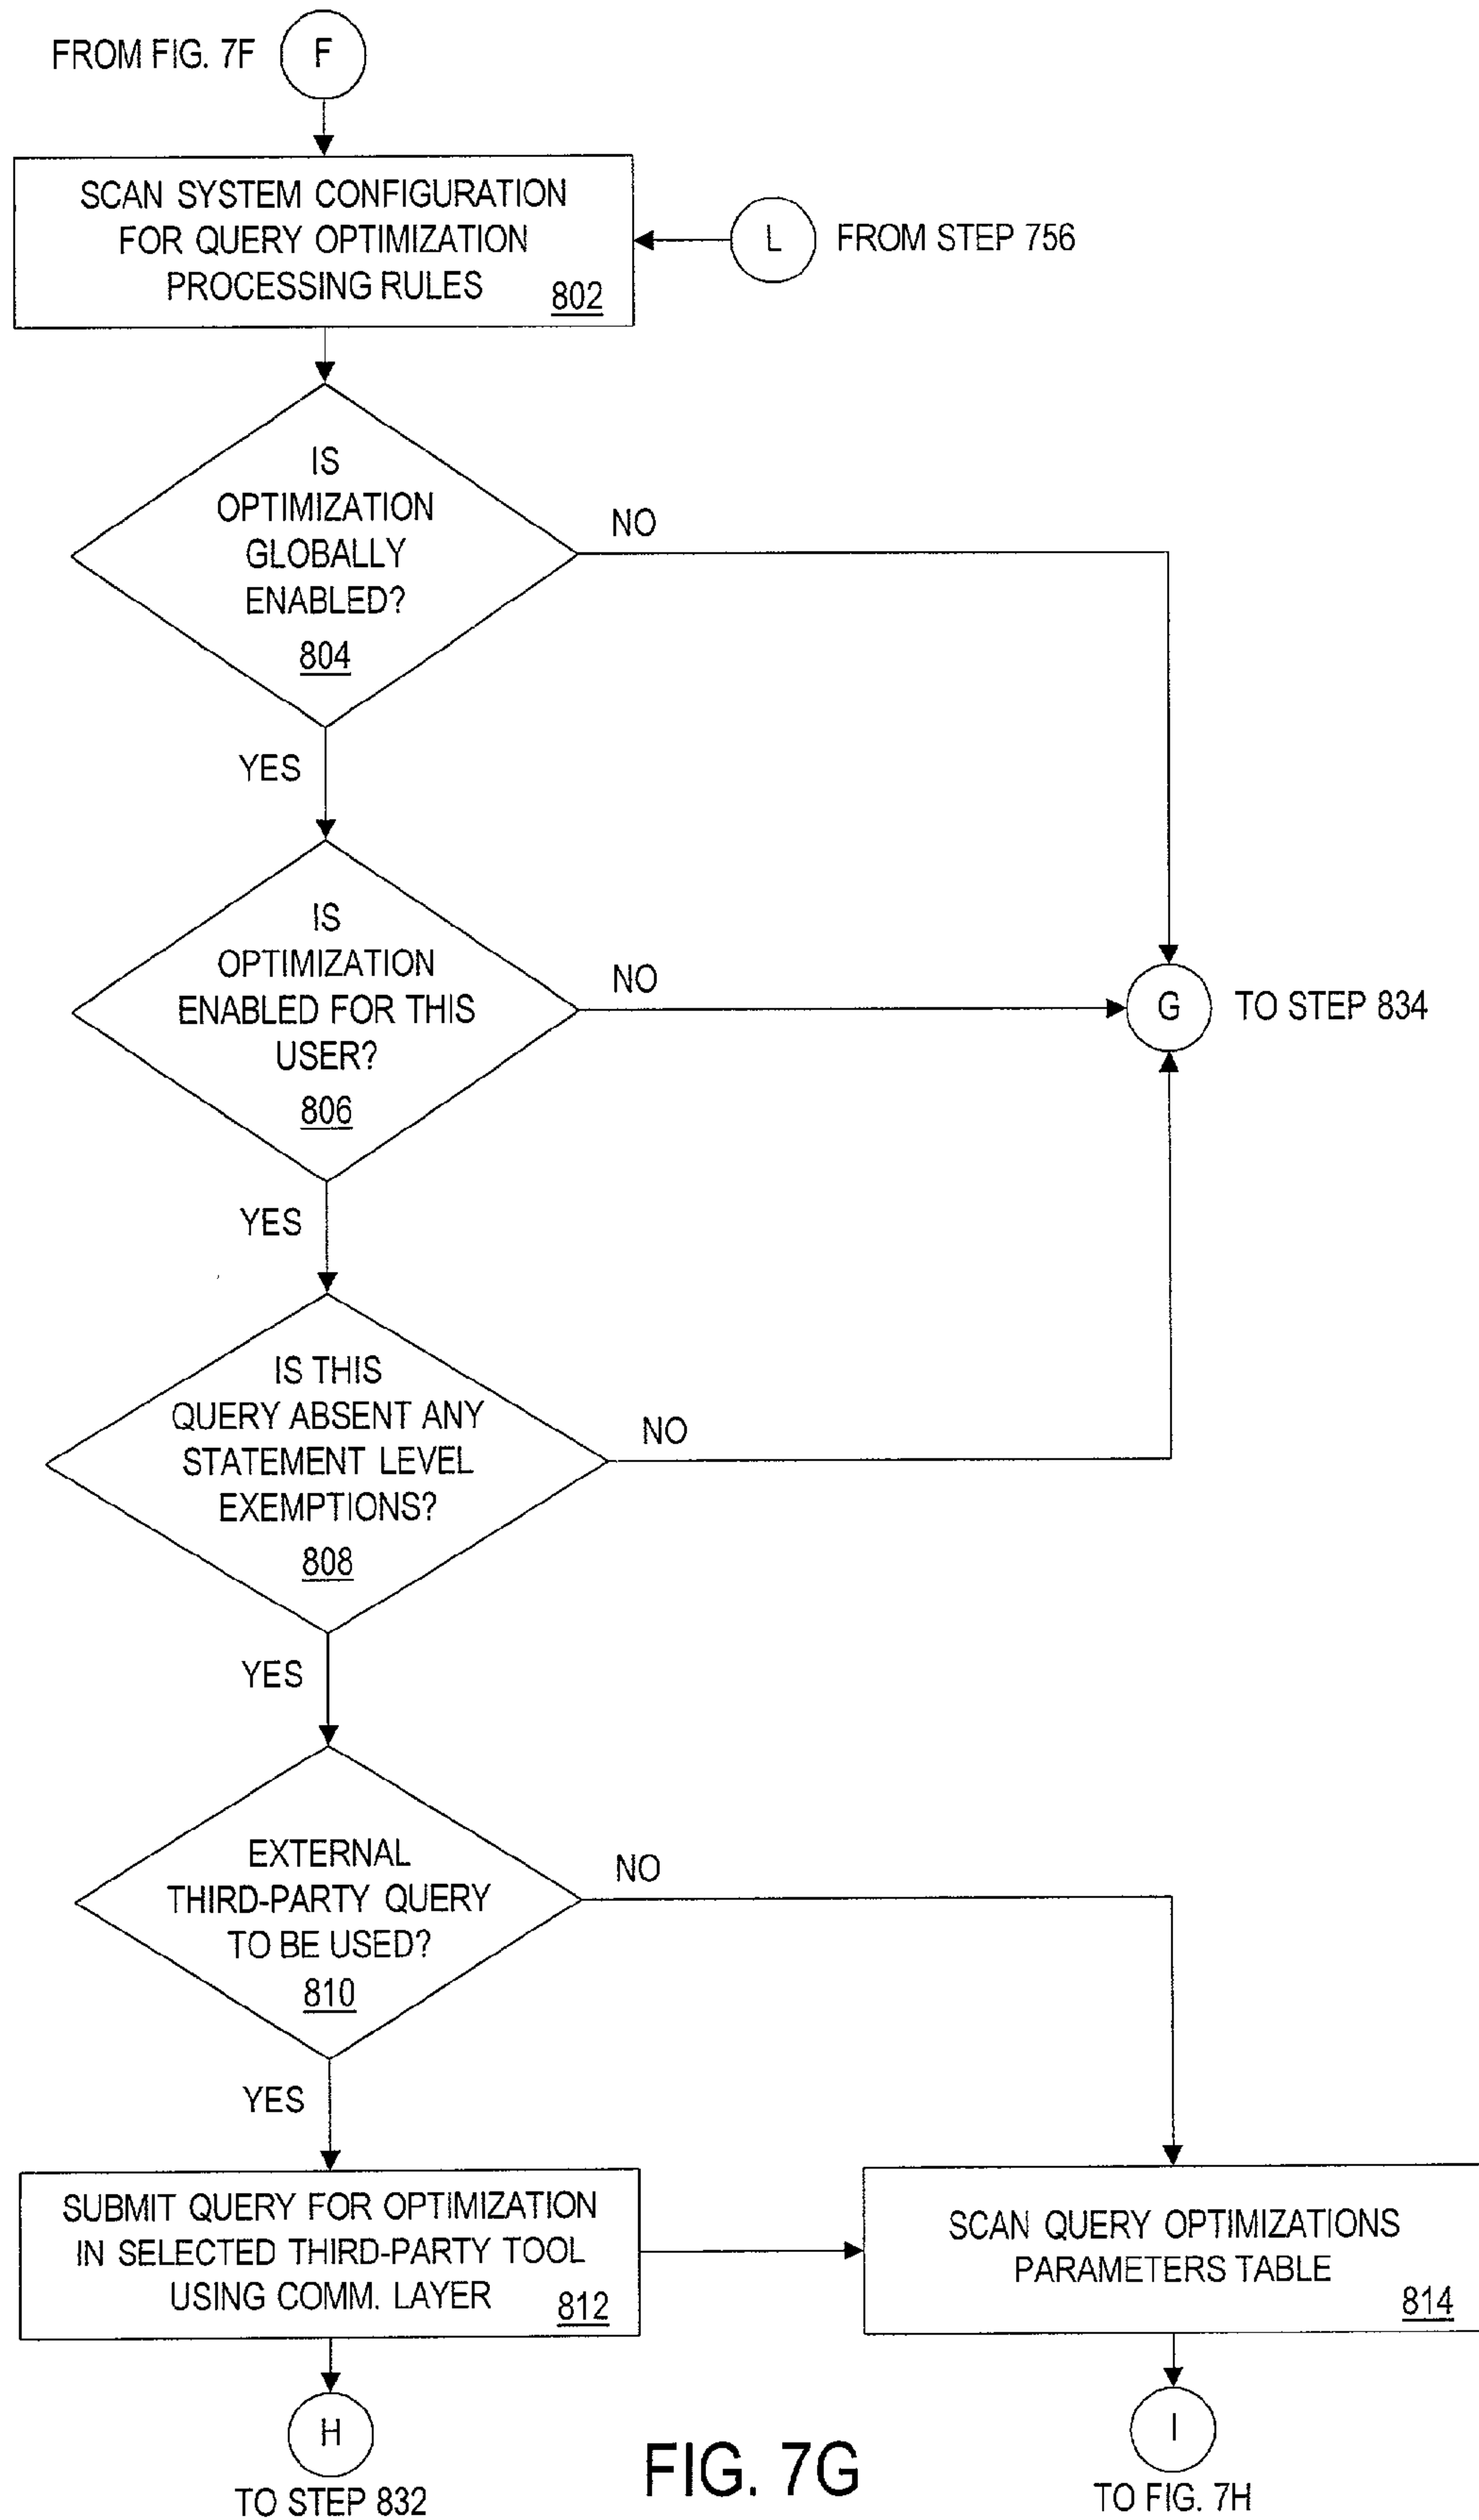 FROM FIG. 7F
F
SCAN SYSTEM CONFIGURATION
FOR QUERY OPTIMIZATION
PROCESSING RULES
802
L
FROM STEP 756
IS
OPTIMIZATION
GLOBALLY
ENABLED?
804
NO
YES
IS
OPTIMIZATION
ENABLED FOR THIS
USER?
806
NO
G
TO STEP 834
YES
IS THIS
QUERY ABSENT ANY
STATEMENT LEVEL
EXEMPTIONS?
808
NO
YES
EXTERNAL
THIRD-PARTY QUERY
TO BE USED?
810
NO
YES
SUBMIT QUERY FOR OPTIMIZATION
IN SELECTED THIRD-PARTY TOOL
USING COMM. LAYER
812
SCAN QUERY OPTIMIZATIONS
PARAMETERS TABLE
814
H
TO STEP 832
I
TO FIG. 7H
FIG. 7G